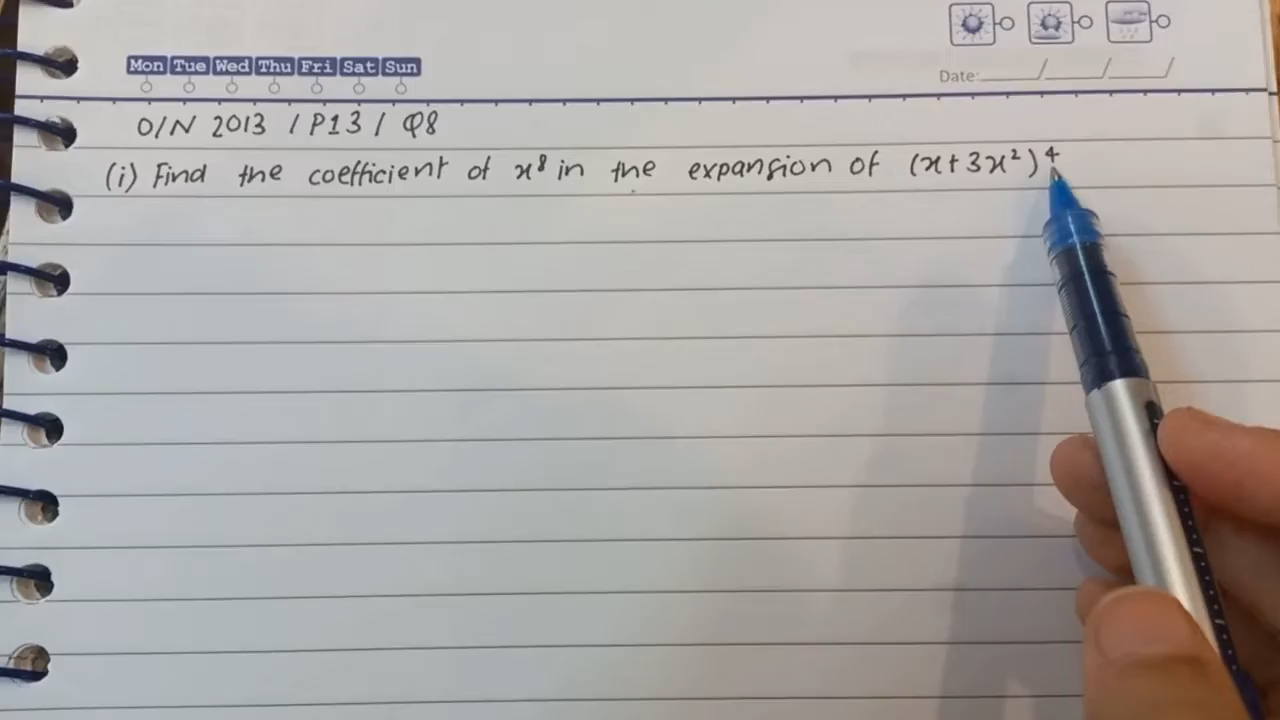 Mon Tue Wed Thu Fri Sat Sun
Date: / / /
O/N 2013 / P13 / Q8
(i) Find the coefficient of x⁸ in the expansion of (x+3x²)⁴